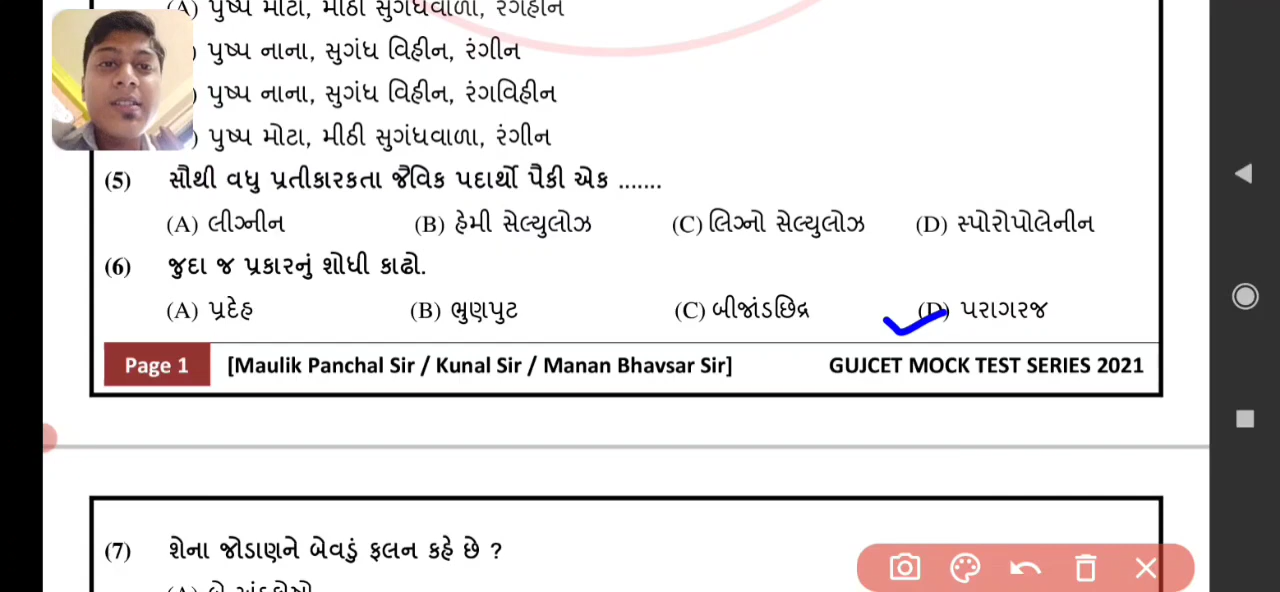 (A) પુષ્પ મોટા, મીઠી સુગંધવાળા, રંગહીન
) પુષ્પ નાના, સુગંધ વિહીન, રંગીન
) પુષ્પ નાના, સુગંધ વિહીન, રંગવિહીન
) પુષ્પ મોટા, મીઠી સુગંધવાળા, રંગીન
(5) સૌથી વધુ પ્રતીકારકતા જૈવિક પદાર્થો પૈકી એક .......
(A) લીગ્નીન (B) હેમી સેલ્યુલોઝ (C) લિગ્નો સેલ્યુલોઝ (D) સ્પોરોપોલેનીન
(6) જુદા જ પ્રકારનું શોધી કાઢો.
(A) પ્રદેહ (B) ભ્રુણપુટ (C) બીજાંડછિદ્ર (D) પરાગરજ
Page 1 [Maulik Panchal Sir / Kunal Sir / Manan Bhavsar Sir] GUJCET MOCK TEST SERIES 2021
(7) શેના જોડાણને બેવડું ફલન કહે છે ?